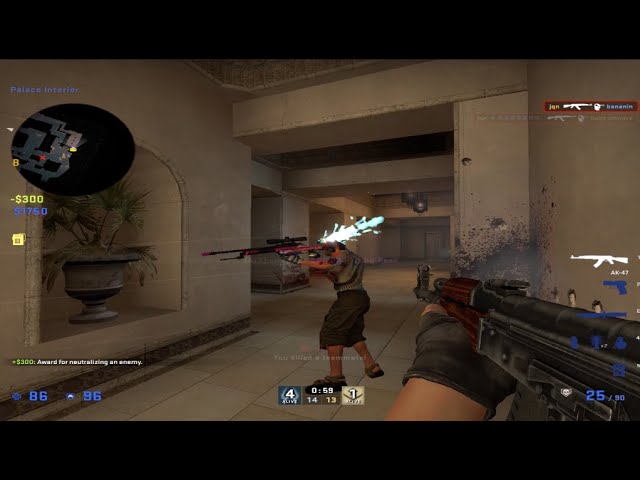 Palace Interior
jqn bananin
B
A
-$300
$1750
AK-47
You killed a teammate!
+$300: Award for neutralizing an enemy.
86 96
4 0:59 1
ALIVE 14 13
25 / 90